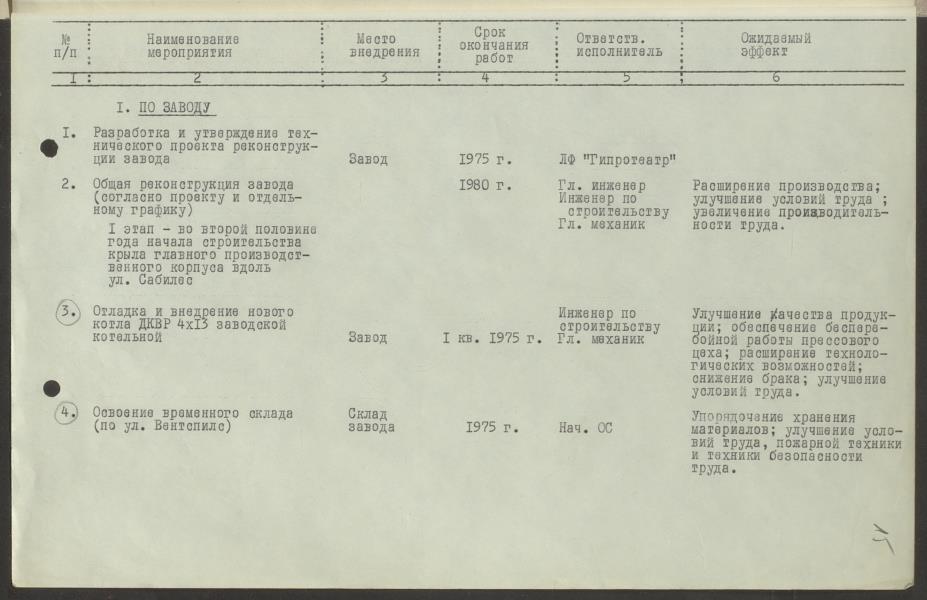 № п/п Наименование мероприятия Место внедрения Срок окончания работ Ответств. исполнитель Ожидаемый эффект
I 2 3 4 5 6
I. ПО ЗАВОДУ
I. Разработка и утверждение тех-
нического проекта реконструк-
ции завода Завод 1975 г. ЛФ "Гипротеатр"
2. Общая реконструкция завода 1980 г. Гл. инженер Расширение производства;
(согласно проекту и отдель- Инженер по улучшение условий труда ;
ному графику) строительству увеличение производитель-
Гл. механик ности труда.
I этап - во второй половине
года начала строительства
крыла главного производст-
венного корпуса вдоль
ул. Сабилес
3. Отладка и внедрение нового Инженер по Улучшение качества продук-
котла ДКВР 4х13 заводской строительству ции; обеспечение беспере-
котельной Завод I кв. 1975 г. Гл. механик бойной работы прессового
цеха; расширение техноло-
гических возможностей;
снижение брака; улучшение
условий труда.
4. Освоение временного склада Склад Упорядочение хранения
(по ул. Вентспилс) завода 1975 г. Нач. ОС материалов; улучшение усло-
вий труда, пожарной техники
и техники безопасности
труда.
15